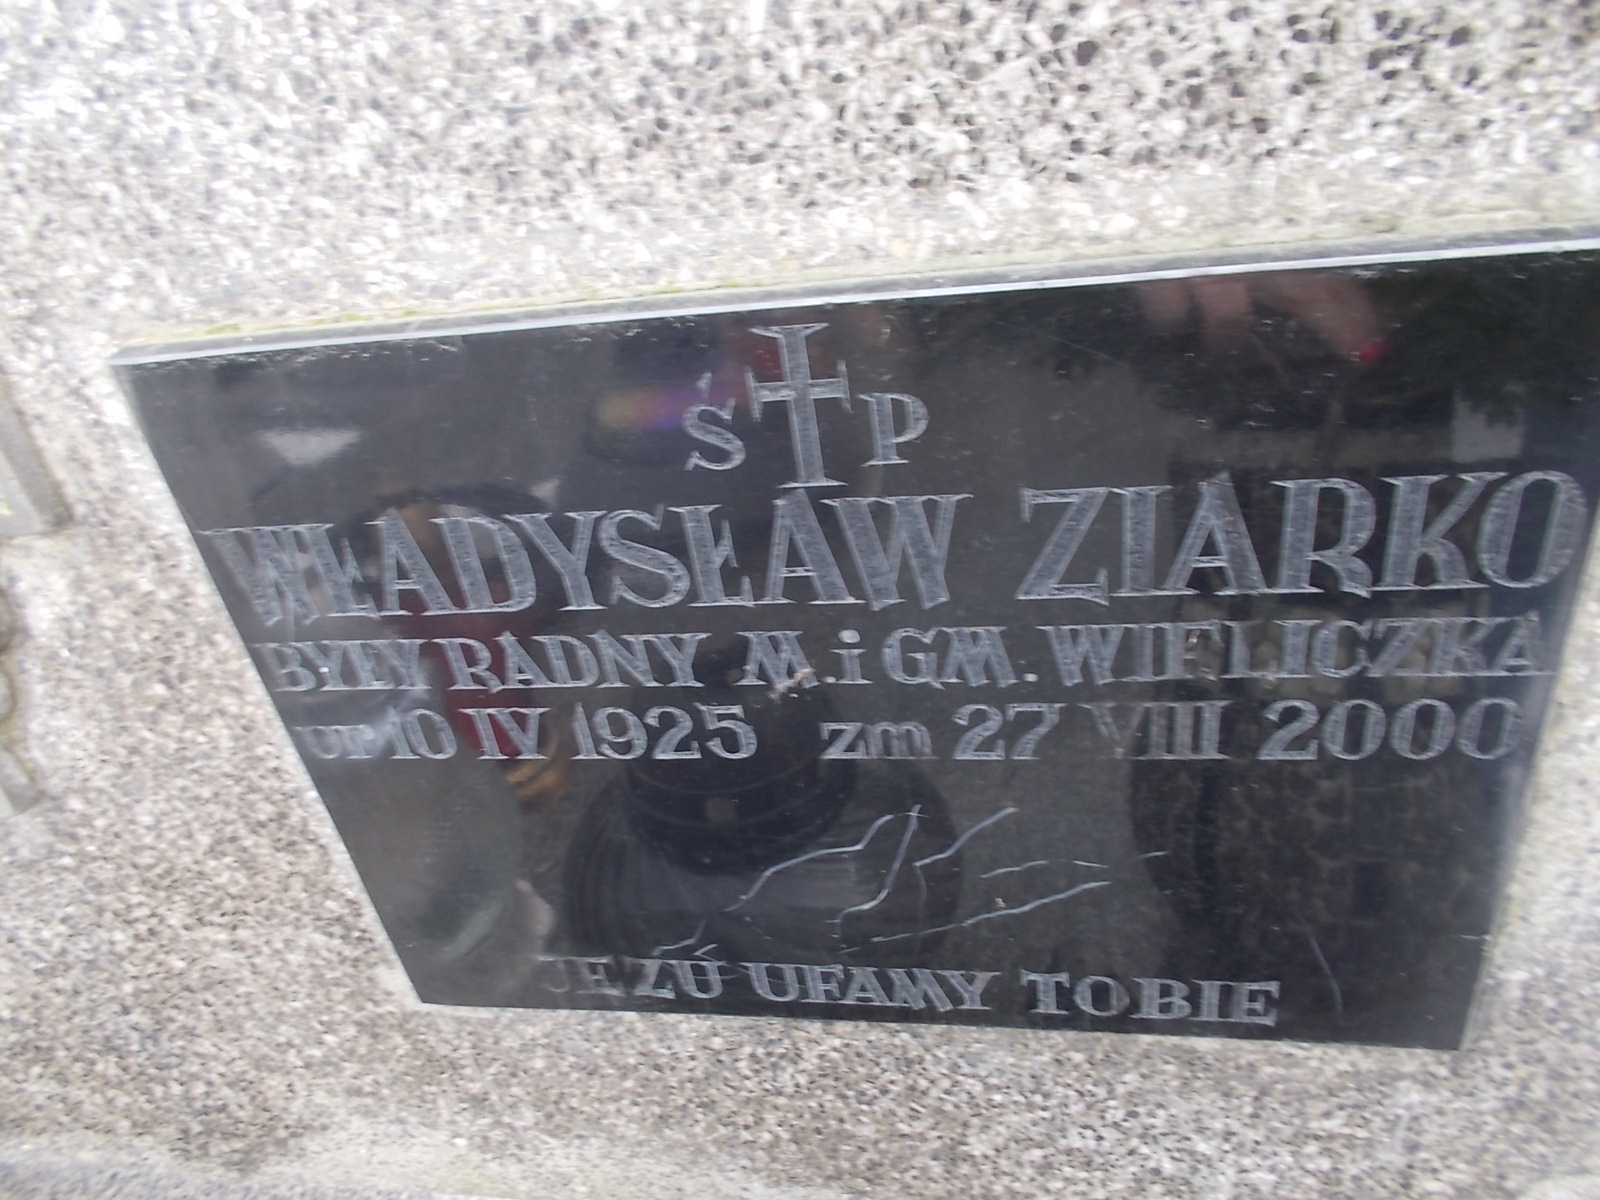 Ś P
WŁADYSŁAW ZIARKO
BYŁY RADNY M. i GM. WIELICZKA
ur 10 IV 1925 zm 27 VIII 2000
JEZU UFAMY TOBIE